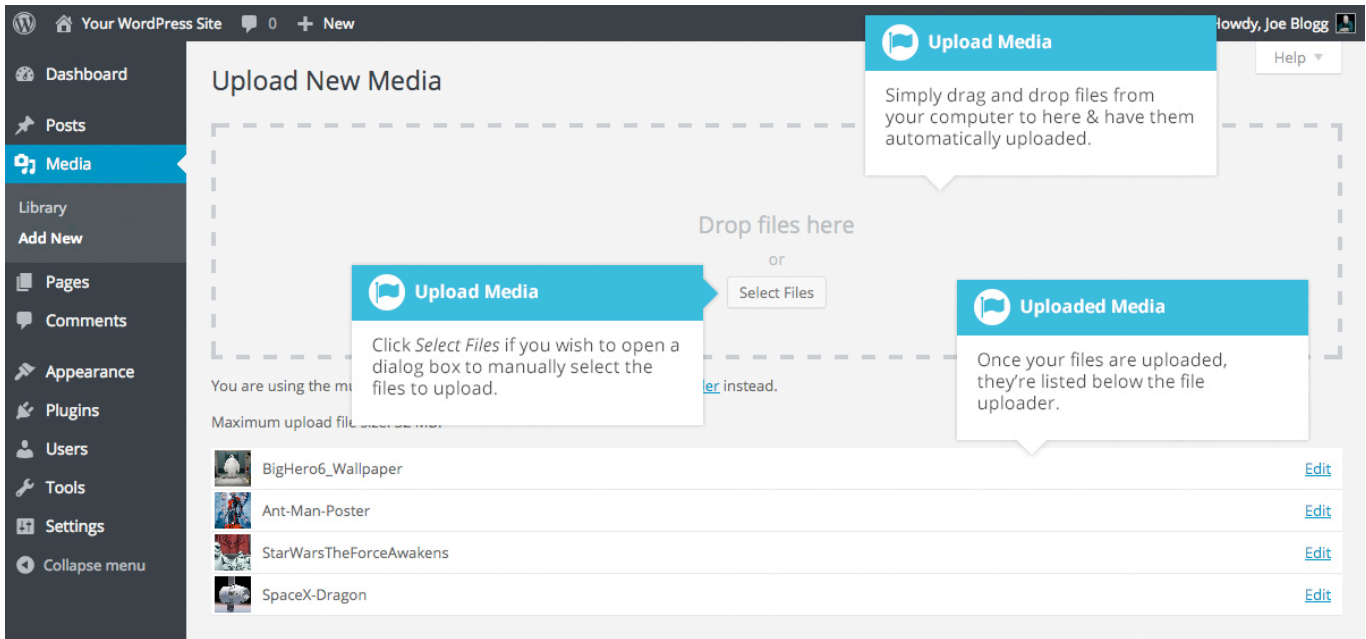 Your WordPress Site 0 + New
Howdy, Joe Blogg
Help
Dashboard
Posts
Media
Library
Add New
Pages
Comments
Appearance
Plugins
Users
Tools
Settings
Collapse menu
Upload New Media
Upload Media
Simply drag and drop files from
your computer to here & have them
automatically uploaded.
Drop files here
or
Select Files
Upload Media
Click Select Files if you wish to open a
dialog box to manually select the
files to upload.
Uploaded Media
Once your files are uploaded,
they’re listed below the file
uploader.
You are using the instead.
Maximum upload file size: 32 MB.
BigHero6_Wallpaper Edit
Ant-Man-Poster Edit
StarWarsTheForceAwakens Edit
SpaceX-Dragon Edit